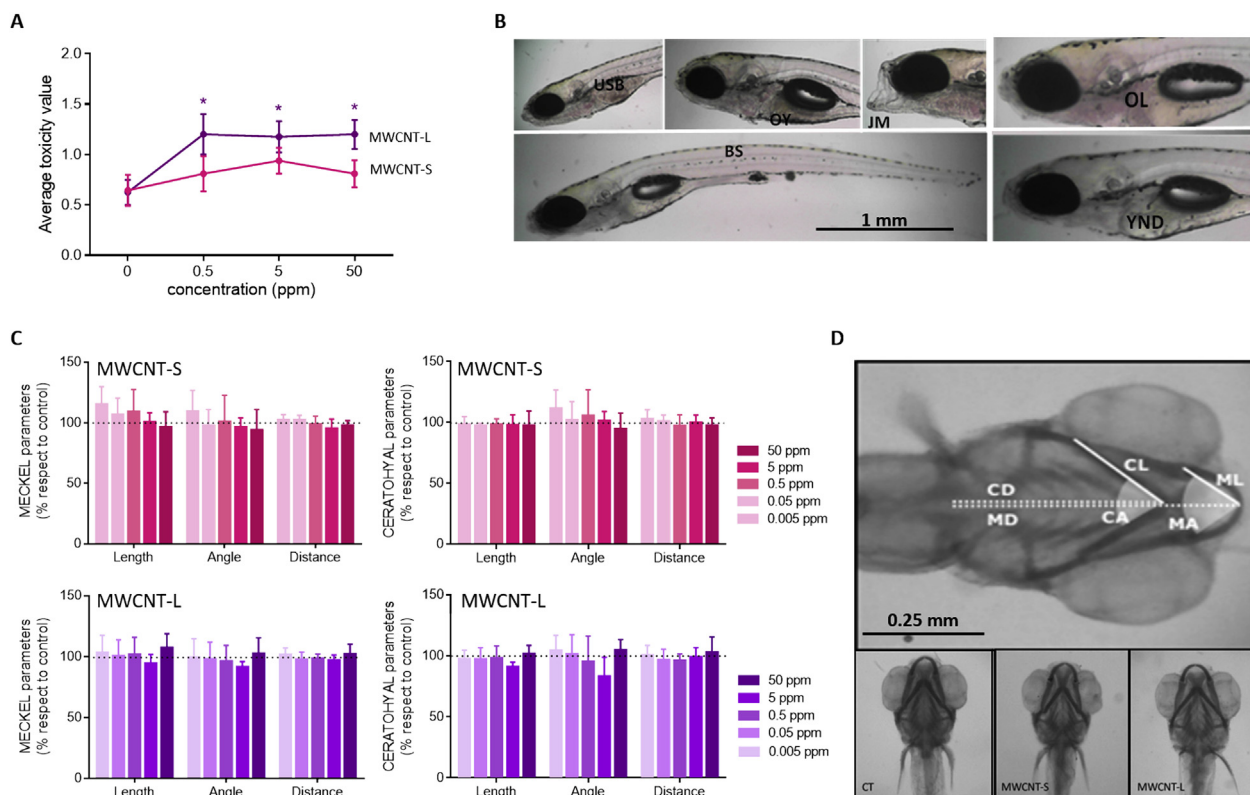 A
2.0
1.5
1.0
0.5
0.0
Average toxicity value
* * *
MWCNT-L
MWCNT-S
0 0.5 5 50
concentration (ppm)
B
USB
OY
JM
OL
BS
1 mm
YND
C
MWCNT-S
150
100
50
0
MECKEL parameters
(% respect to control)
Length Angle Distance
MWCNT-S
150
100
50
0
CERATOHYAL parameters
(% respect to control)
Length Angle Distance
50 ppm
5 ppm
0.5 ppm
0.05 ppm
0.005 ppm
MWCNT-L
150
100
50
0
MECKEL parameters
(% respect to control)
Length Angle Distance
MWCNT-L
150
100
50
0
CERATOHYAL parameters
(% respect to control)
Length Angle Distance
50 ppm
5 ppm
0.5 ppm
0.05 ppm
0.005 ppm
D
CL
ML
CD
MD
CA
MA
0.25 mm
CT
MWCNT-S
MWCNT-L